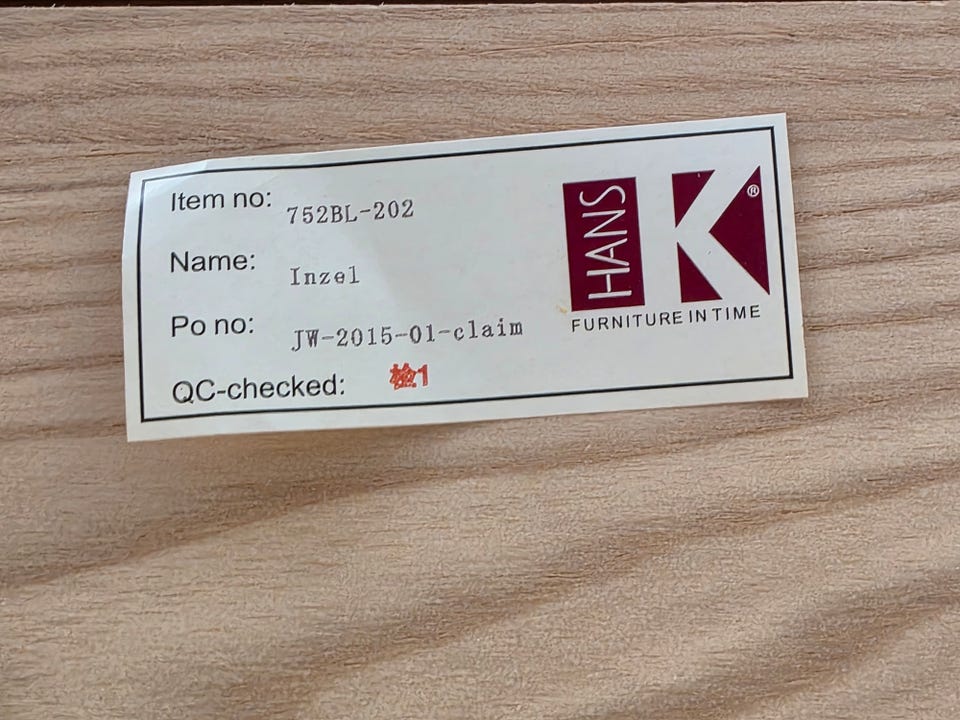 Item no: 752BL-202
Name: Inzel
Po no: JW-2015-01-claim
QC-checked: 检1
HANS K ®
FURNITURE IN TIME